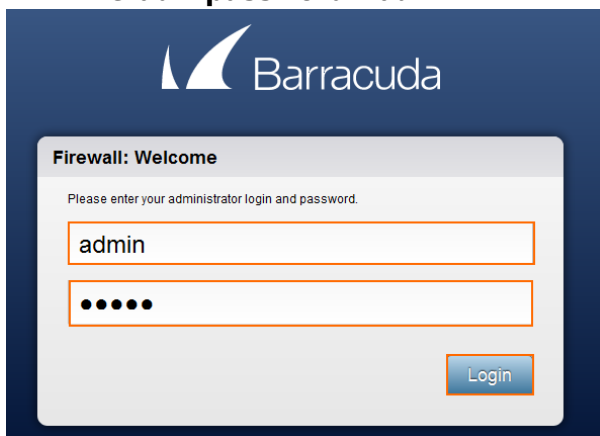 Barracuda
Firewall: Welcome
Please enter your administrator login and password.
admin
●●●●●
Login